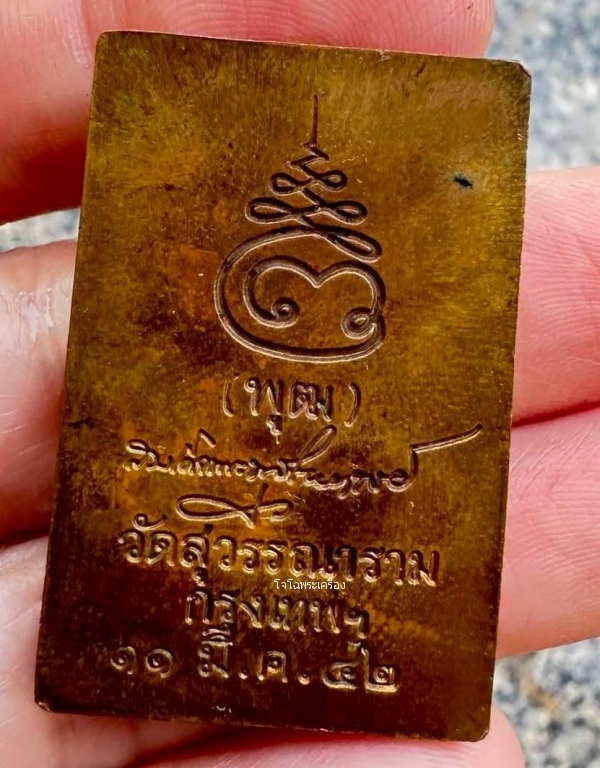 (พุฒ)
วัดสุวรรณาราม
โจโฉพระเครื่อง
กรุงเทพฯ
๑๑ มี.ค. ๔๒